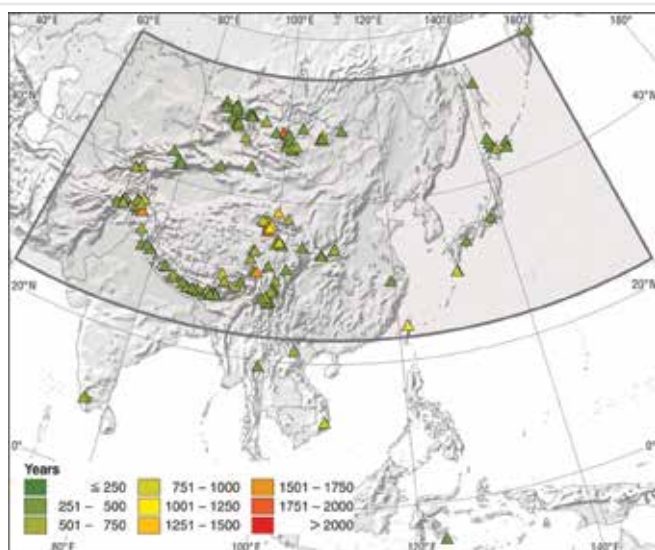 40°E 60°E 80°E 100°E 120°E 140°E 160°E 180°
40°N 40°N
20°N 20°N
0° 0°
Years
≤ 250 751 – 1000 1501 – 1750
251 – 500 1001 – 1250 1751 – 2000
501 – 750 1251 – 1500 > 2000
80°E 100°E 120°E 140°E